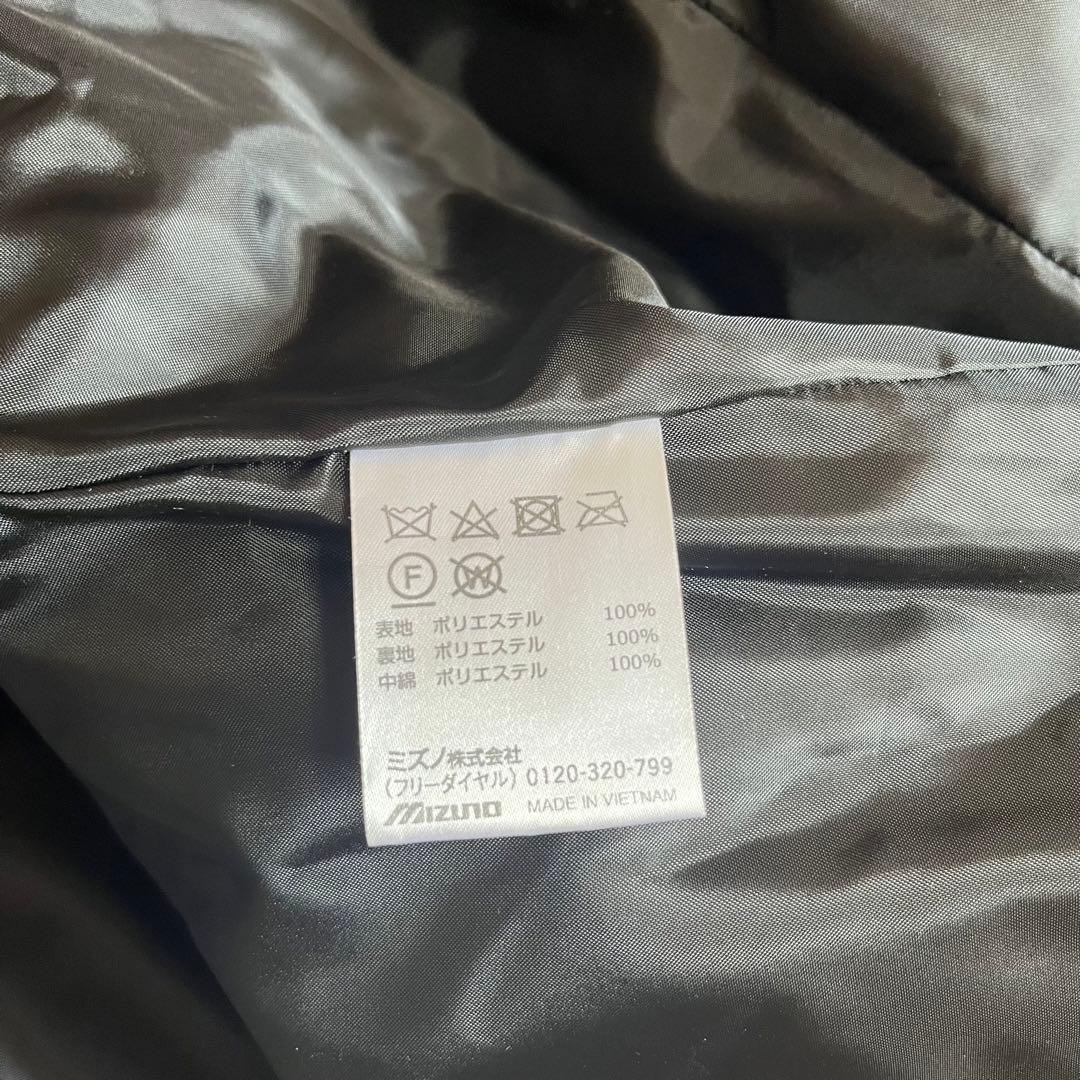 F W
表地 ポリエステル 100%
裏地 ポリエステル 100%
中綿 ポリエステル 100%
ミズノ株式会社
(フリーダイヤル) 0120-320-799
MIZUNO MADE IN VIETNAM